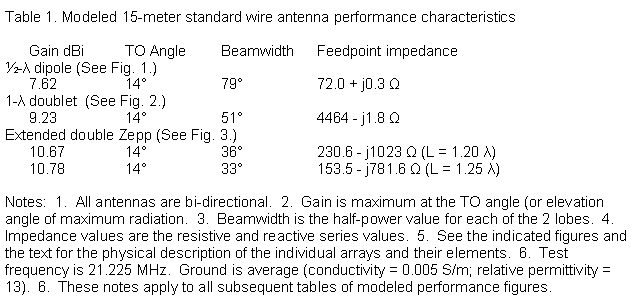 Table 1. Modeled 15-meter standard wire antenna performance characteristics
Gain dBi TO Angle Beamwidth Feedpoint impedance
½-λ dipole (See Fig. 1.)
7.62 14° 79° 72.0 + j0.3 Ω
1-λ doublet (See Fig. 2.)
9.23 14° 51° 4464 - j1.8 Ω
Extended double Zepp (See Fig. 3.)
10.67 14° 36° 230.6 - j1023 Ω (L = 1.20 λ)
10.78 14° 33° 153.5 - j781.6 Ω (L = 1.25 λ)
Notes: 1. All antennas are bi-directional. 2. Gain is maximum at the TO angle (or elevation
angle of maximum radiation. 3. Beamwidth is the half-power value for each of the 2 lobes. 4.
Impedance values are the resistive and reactive series values. 5. See the indicated figures and
the text for the physical description of the individual arrays and their elements. 6. Test
frequency is 21.225 MHz. Ground is average (conductivity = 0.005 S/m; relative permittivity =
13). 6. These notes apply to all subsequent tables of modeled performance figures.